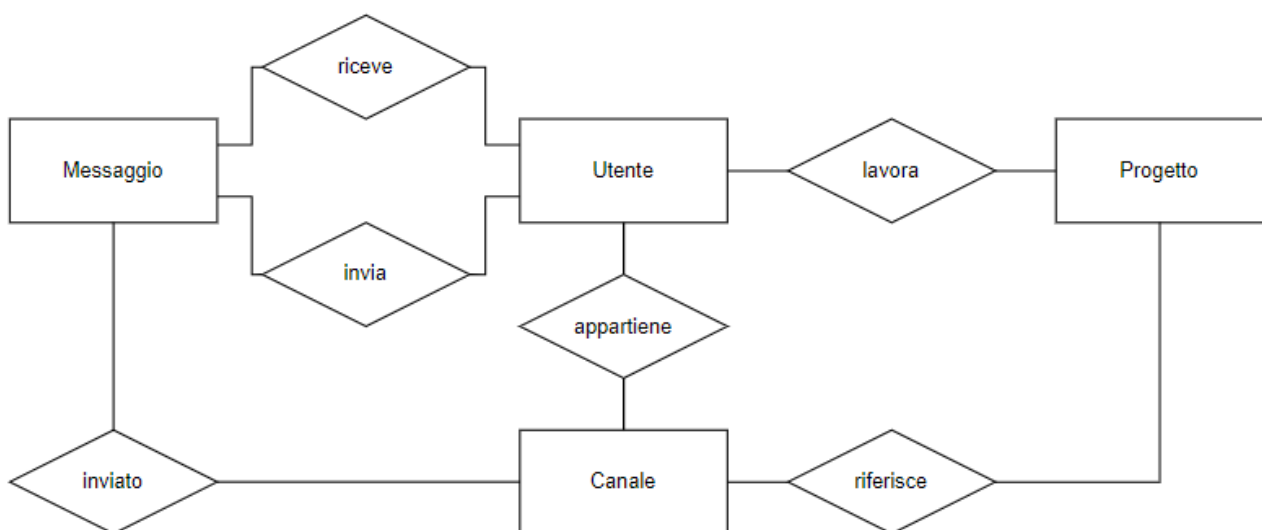 riceve
Messaggio
Utente
lavora
Progetto
invia
appartiene
inviato
Canale
riferisce